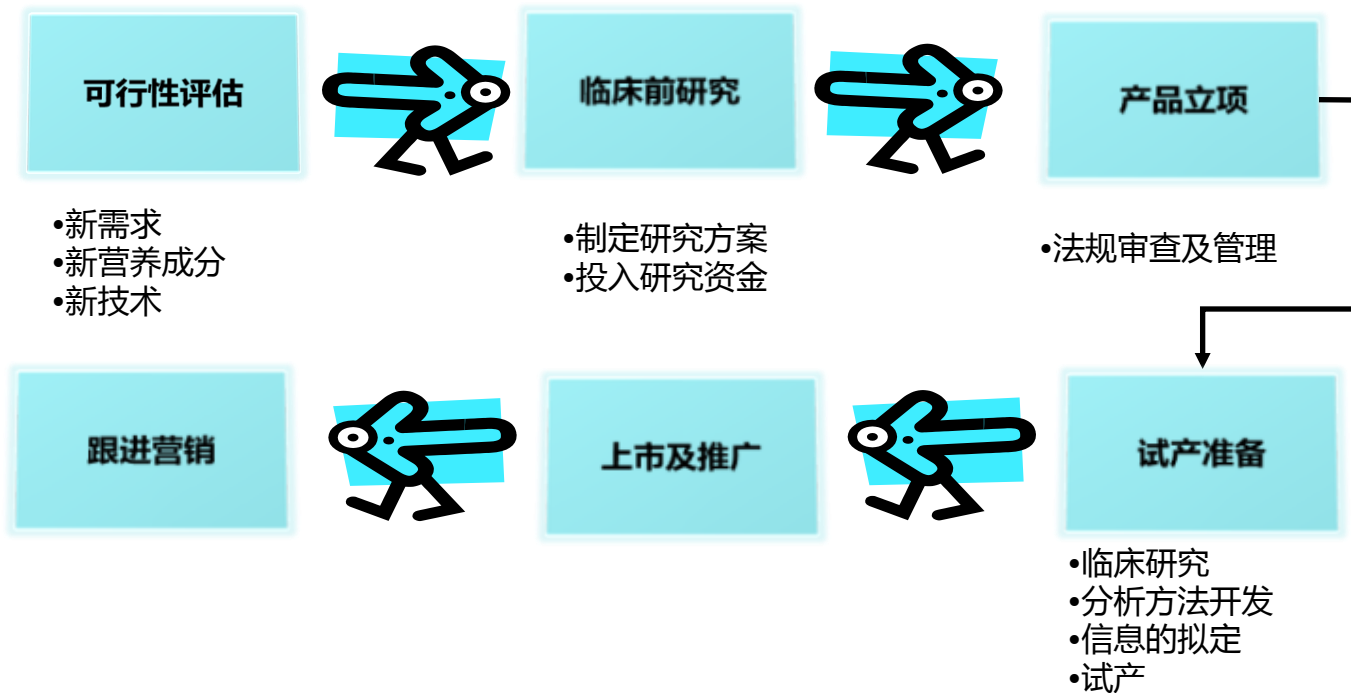 可行性评估
临床前研究
产品立项
•新需求
•新营养成分
•新技术
•制定研究方案
•投入研究资金
•法规审查及管理
跟进营销
上市及推广
试产准备
•临床研究
•分析方法开发
•信息的拟定
•试产